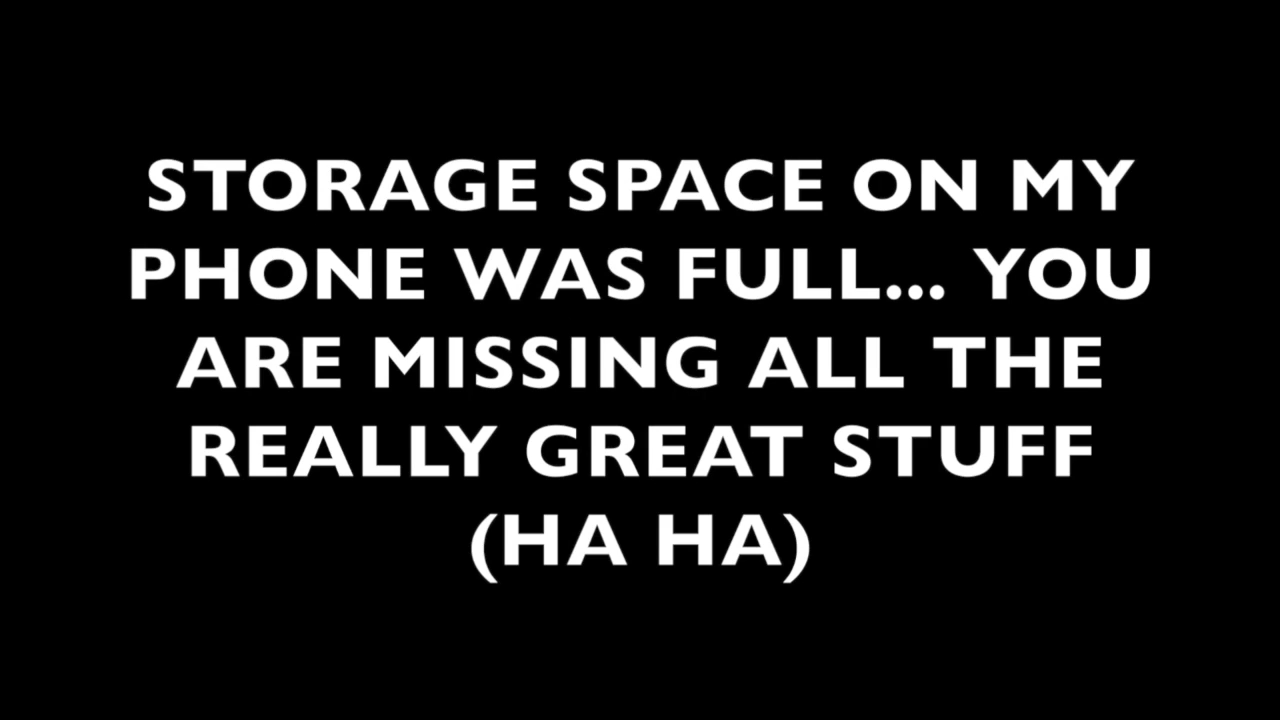 STORAGE SPACE ON MY
PHONE WAS FULL... YOU
ARE MISSING ALL THE
REALLY GREAT STUFF
(HA HA)